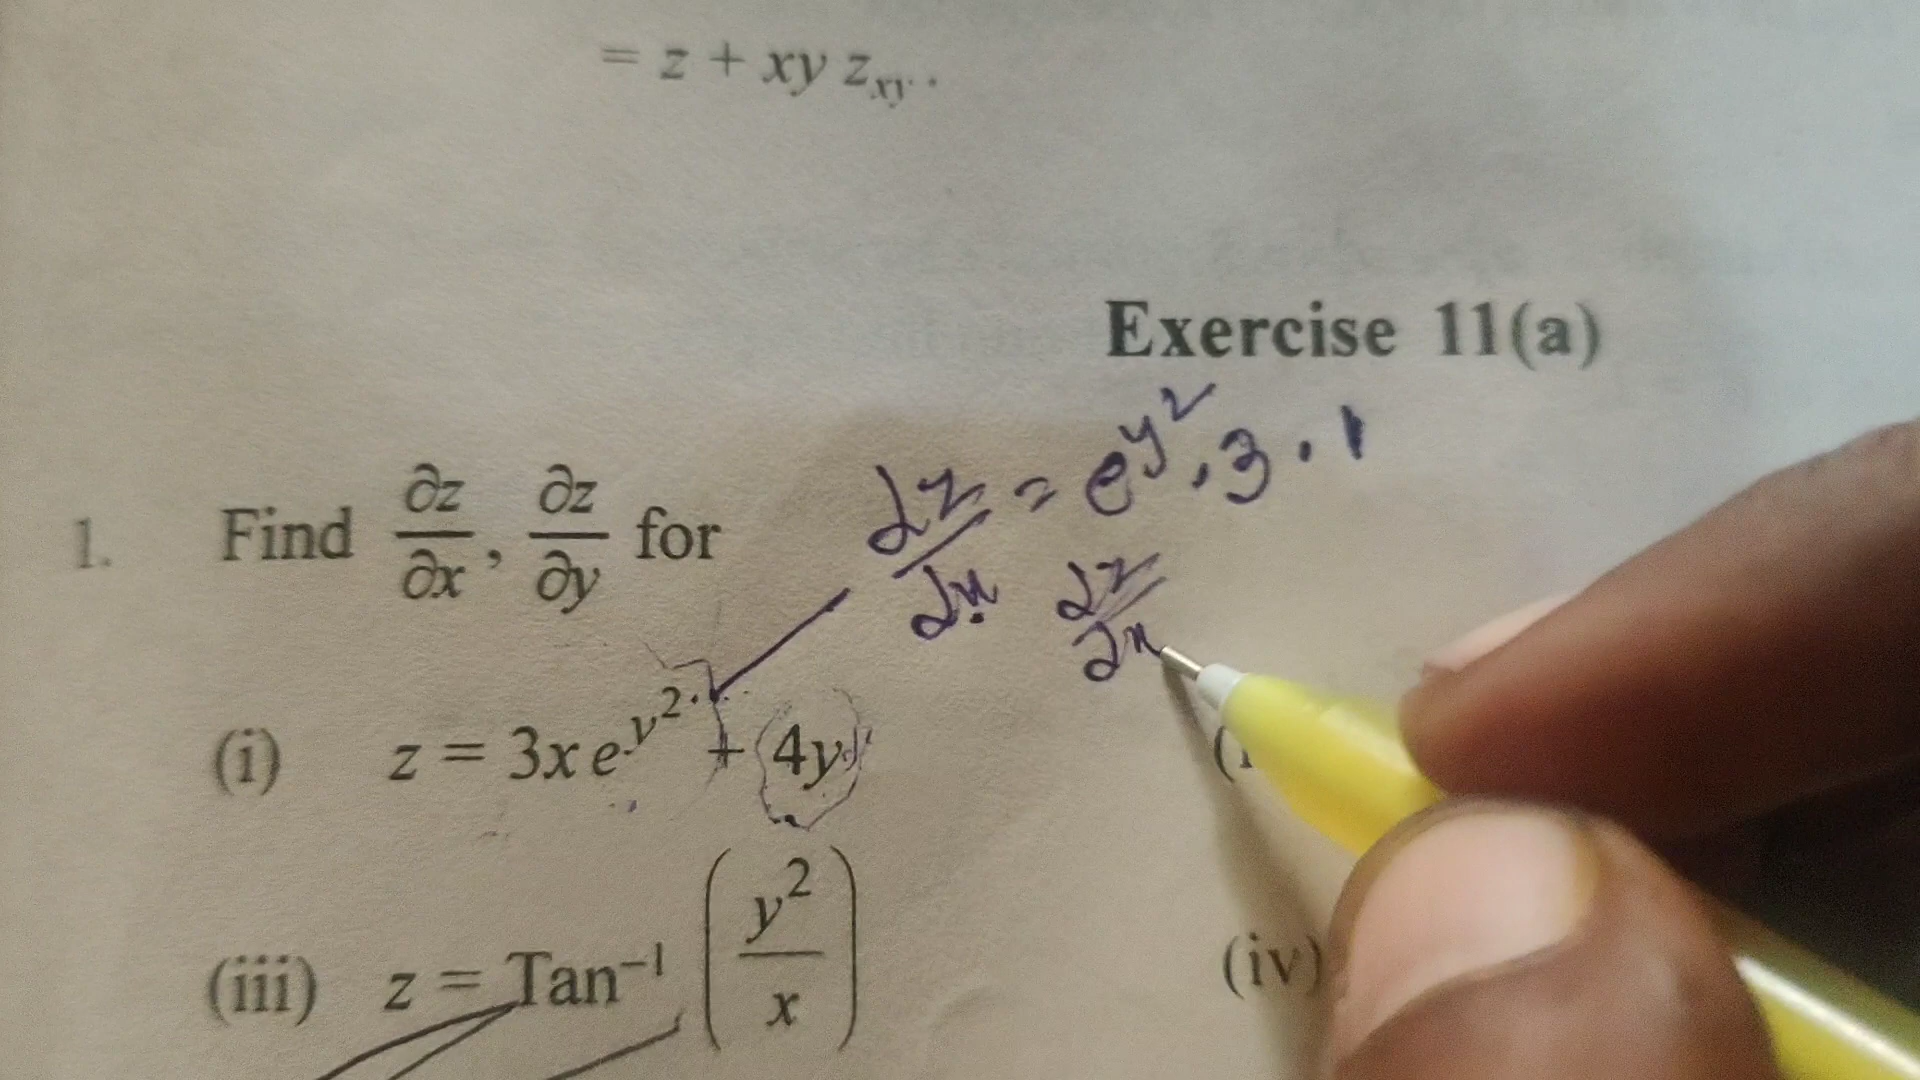 = z + xy z_xy.
Exercise 11(a)
∂z/∂x = e^y² . 3 . 1
1. Find ∂z/∂x, ∂z/∂y for
∂z/∂x
(i) z = 3x e^y² + 4y
(iii) z = Tan⁻¹ (y²/x)
(iv)